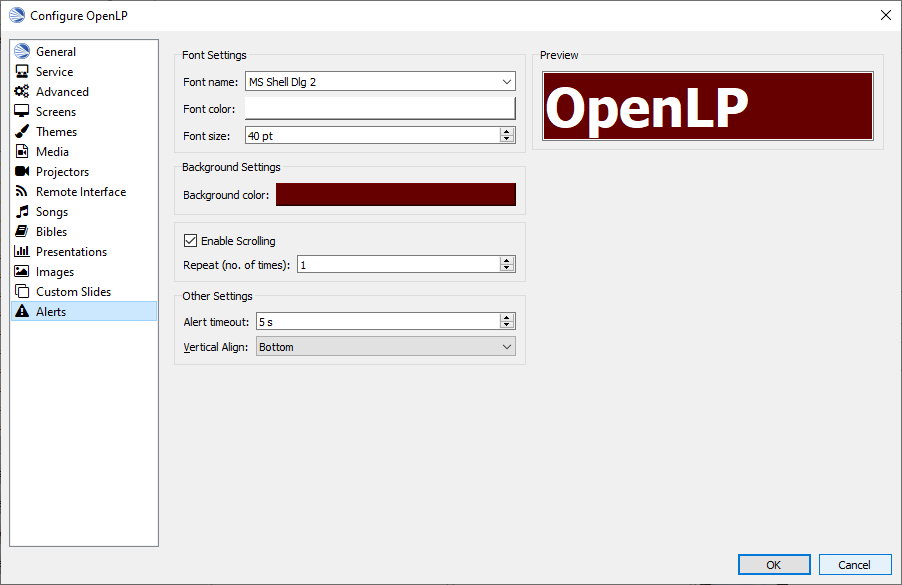 Configure OpenLP
General
Service
Advanced
Screens
Themes
Media
Projectors
Remote Interface
Songs
Bibles
Presentations
Images
Custom Slides
Alerts
Font Settings
Font name: MS Shell Dlg 2
Font color:
Font size: 40 pt
Background Settings
Background color:
Enable Scrolling
Repeat (no. of times): 1
Other Settings
Alert timeout: 5 s
Vertical Align: Bottom
Preview
OpenLP
OK Cancel